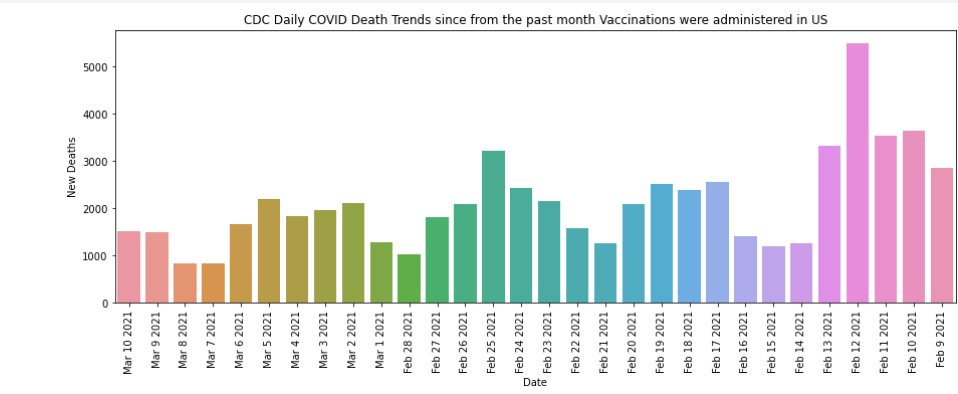 CDC Daily COVID Death Trends since from the past month Vaccinations were administered in US
New Deaths
5000
4000
3000
2000
1000
0
Mar 10 2021
Mar 9 2021
Mar 8 2021
Mar 7 2021
Mar 6 2021
Mar 5 2021
Mar 4 2021
Mar 3 2021
Mar 2 2021
Mar 1 2021
Feb 28 2021
Feb 27 2021
Feb 26 2021
Feb 25 2021
Feb 24 2021
Feb 23 2021
Feb 22 2021
Feb 21 2021
Feb 20 2021
Feb 19 2021
Feb 18 2021
Feb 17 2021
Feb 16 2021
Feb 15 2021
Feb 14 2021
Feb 13 2021
Feb 12 2021
Feb 11 2021
Feb 10 2021
Feb 9 2021
Date